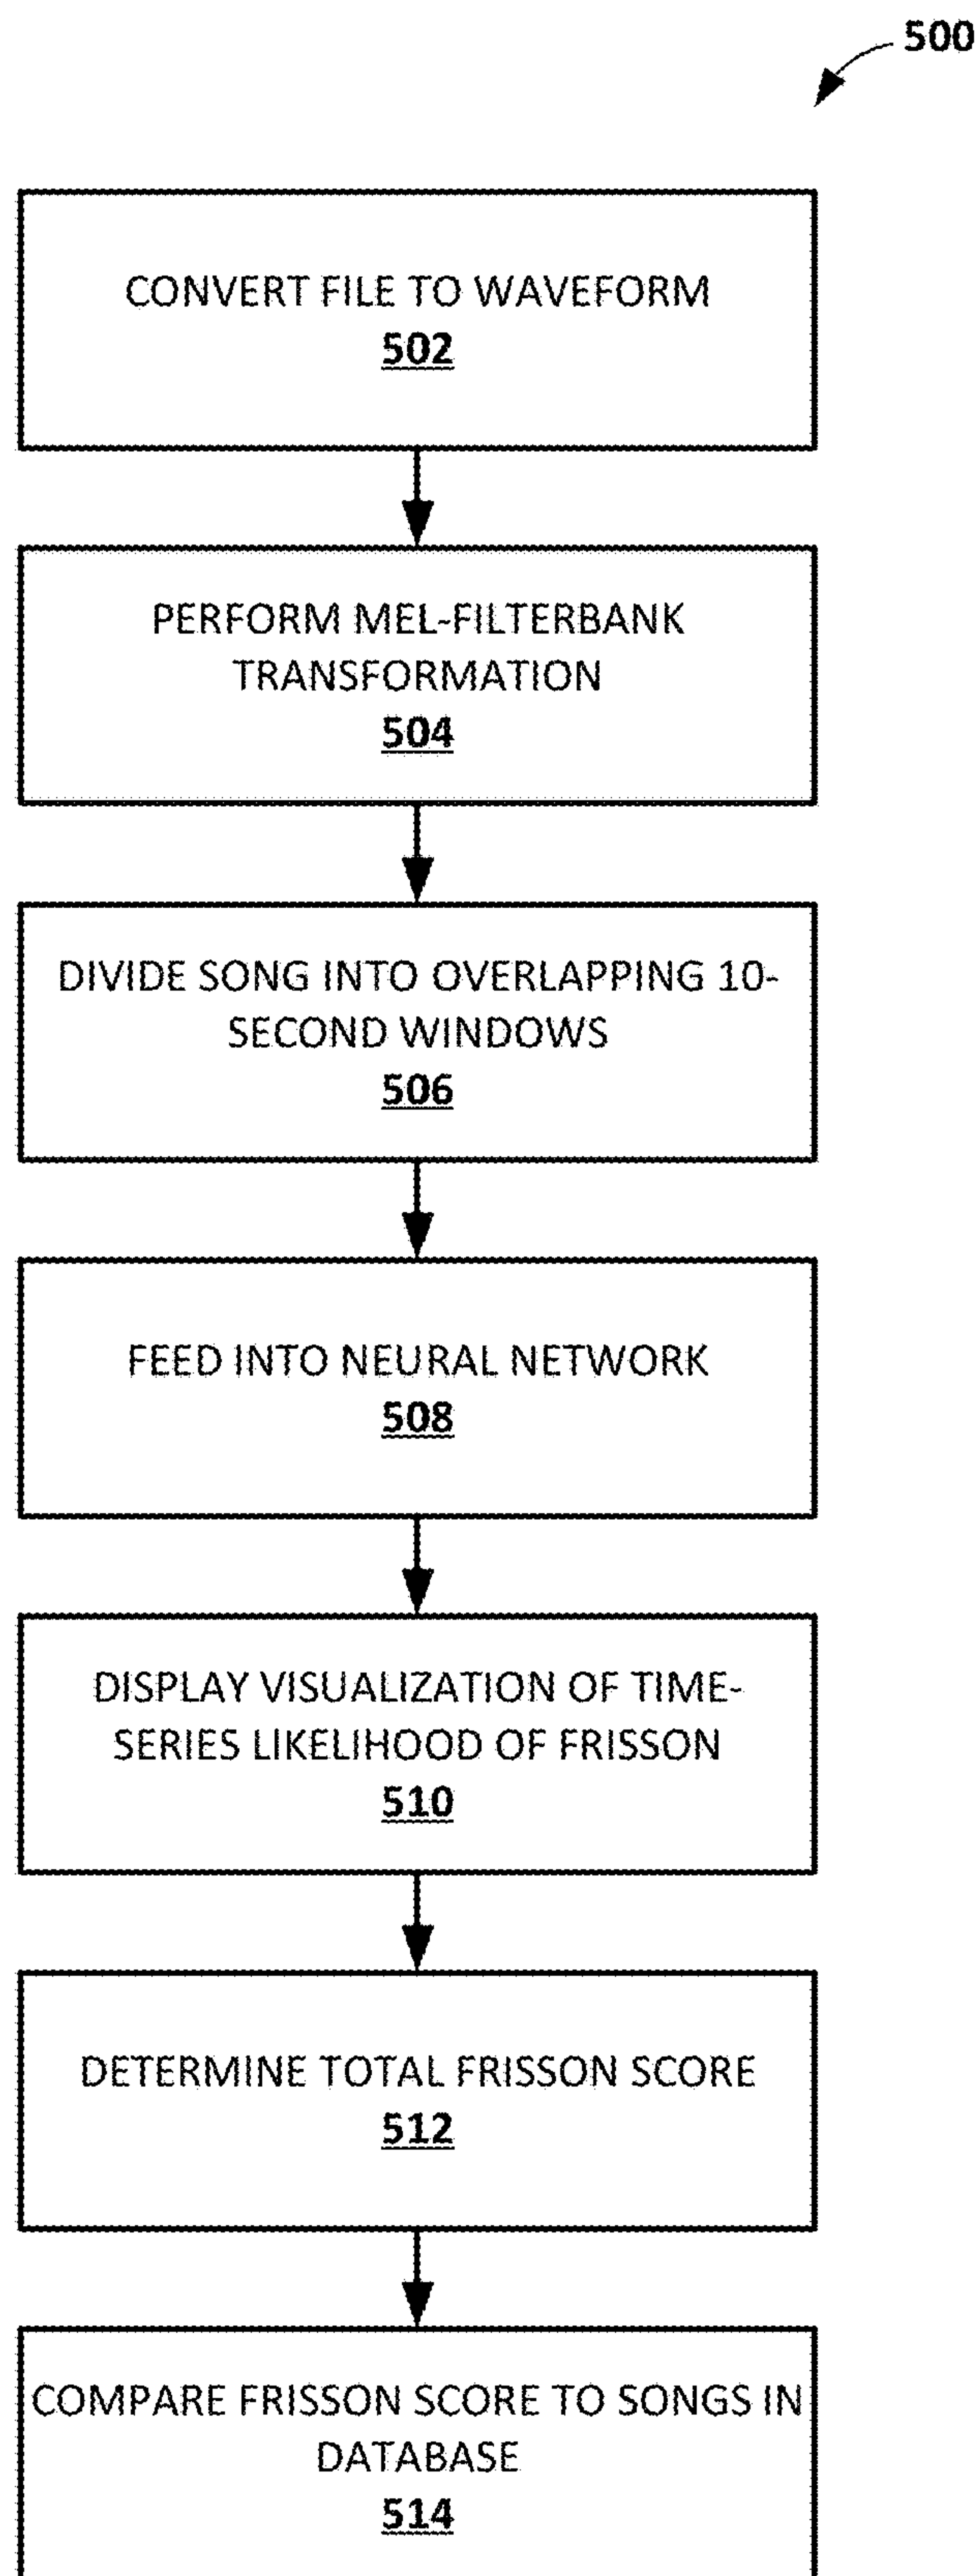 500
CONVERT FILE TO WAVEFORM
502
PERFORM MEL-FILTERBANK
TRANSFORMATION
504
DIVIDE SONG INTO OVERLAPPING 10-
SECOND WINDOWS
506
FEED INTO NEURAL NETWORK
508
DISPLAY VISUALIZATION OF TIME-
SERIES LIKELIHOOD OF FRISSON
510
DETERMINE TOTAL FRISSON SCORE
512
COMPARE FRISSON SCORE TO SONGS IN
DATABASE
514